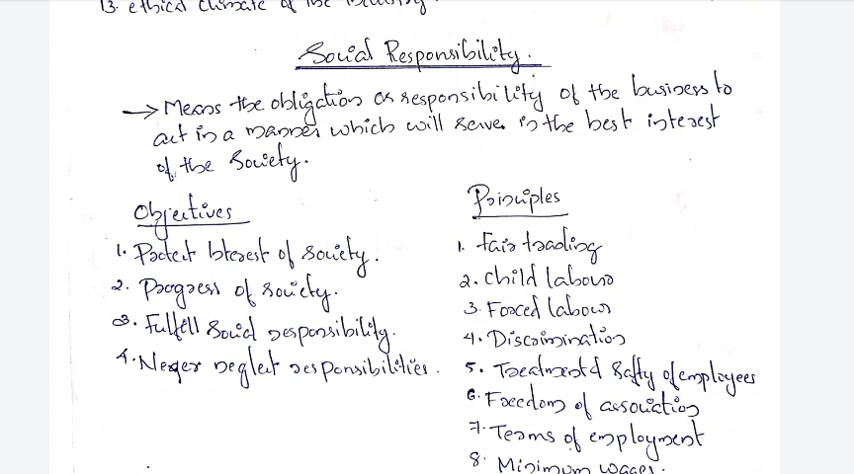 13. ethical climate of the industry
Social Responsibility.
→ Means the obligation or responsibility of the business to
act in a manner which will serve in the best interest
of the Society.
Objectives
1. Protect Interest of society.
2. Progress of society.
3. Fulfell Social responsibility.
4. Never neglect responsibilities.
Principles
1. Fair trading
2. Child labour
3. Forced labour
4. Discrimination
5. Treatment & Safty of employees
6. Freedom of association
7. Terms of employment
8. Minimum wages.